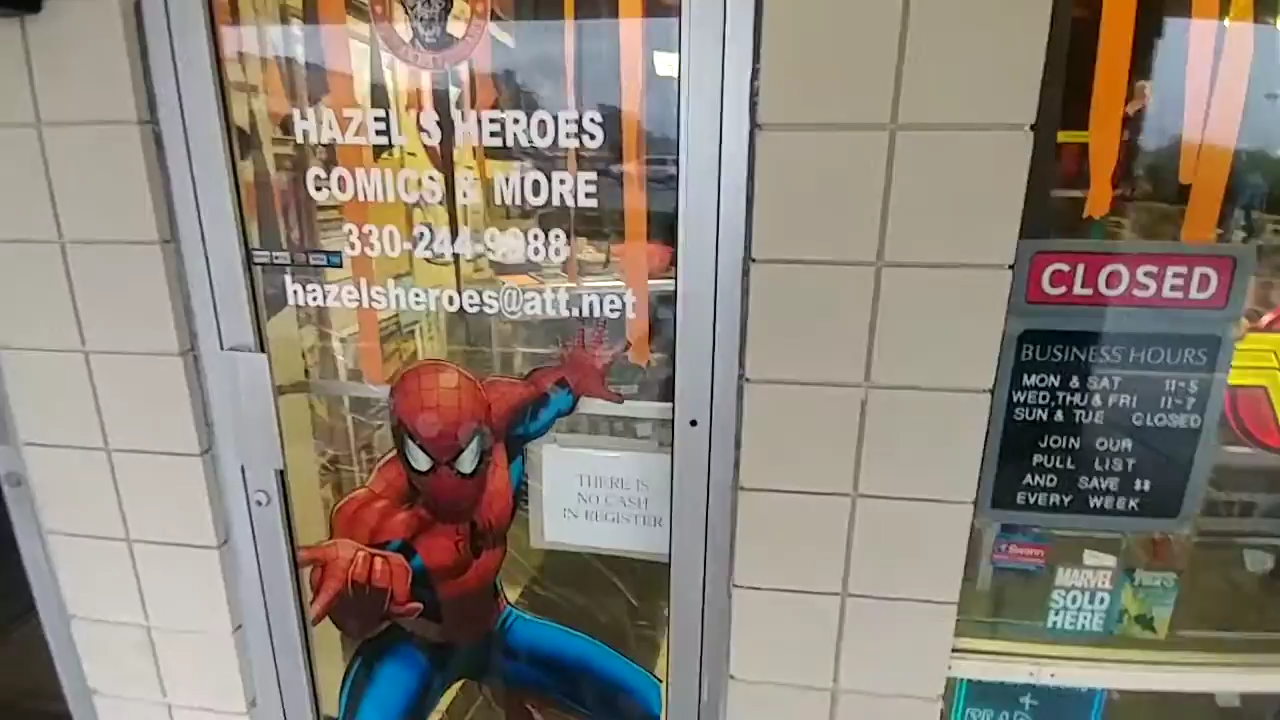 HAZEL'S HEROES
COMICS & MORE
330-244-9988
hazelsheroes@att.net
THERE IS
NO CASH
IN REGISTER
CLOSED
BUSINESS HOURS
MON & SAT 11-5
WED,THU & FRI 11-7
SUN & TUE CLOSED
JOIN OUR
PULL LIST
AND SAVE $$
EVERY WEEK
Swann
MARVEL
SOLD
HERE